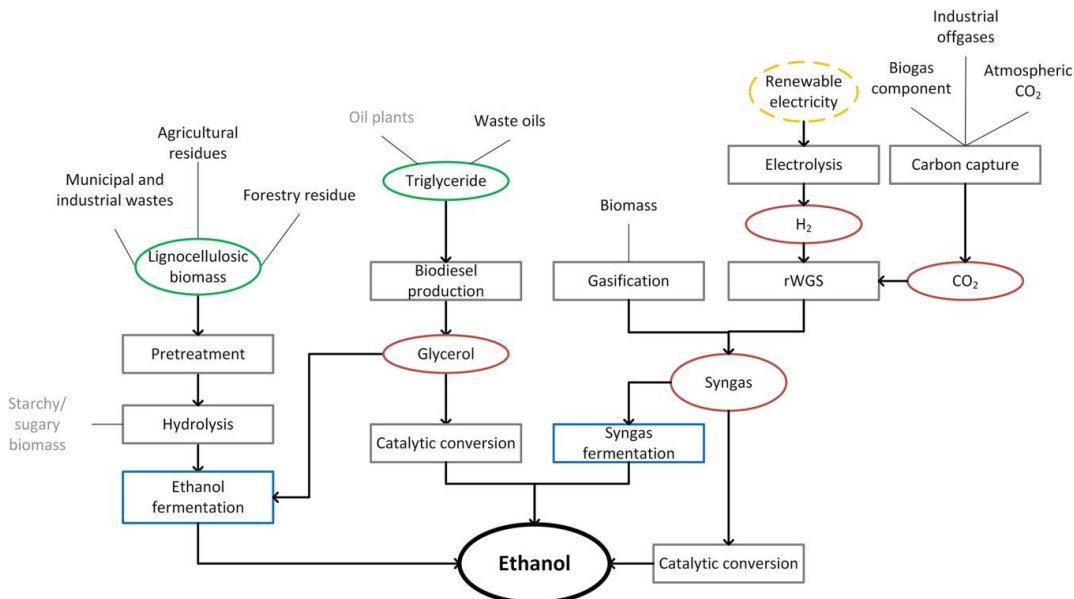 Industrial
offgases
Biogas
component
Atmospheric
CO₂
Renewable
electricity
Oil plants
Waste oils
Agricultural
residues
Electrolysis
Carbon capture
Municipal and
industrial wastes
Forestry residue
Triglyceride
Biomass
H₂
Lignocellulosic
biomass
Biodiesel
production
Gasification
rWGS
CO₂
Pretreatment
Glycerol
Syngas
Starchy/
sugary
biomass
Hydrolysis
Catalytic conversion
Syngas
fermentation
Ethanol
fermentation
Ethanol
Catalytic conversion